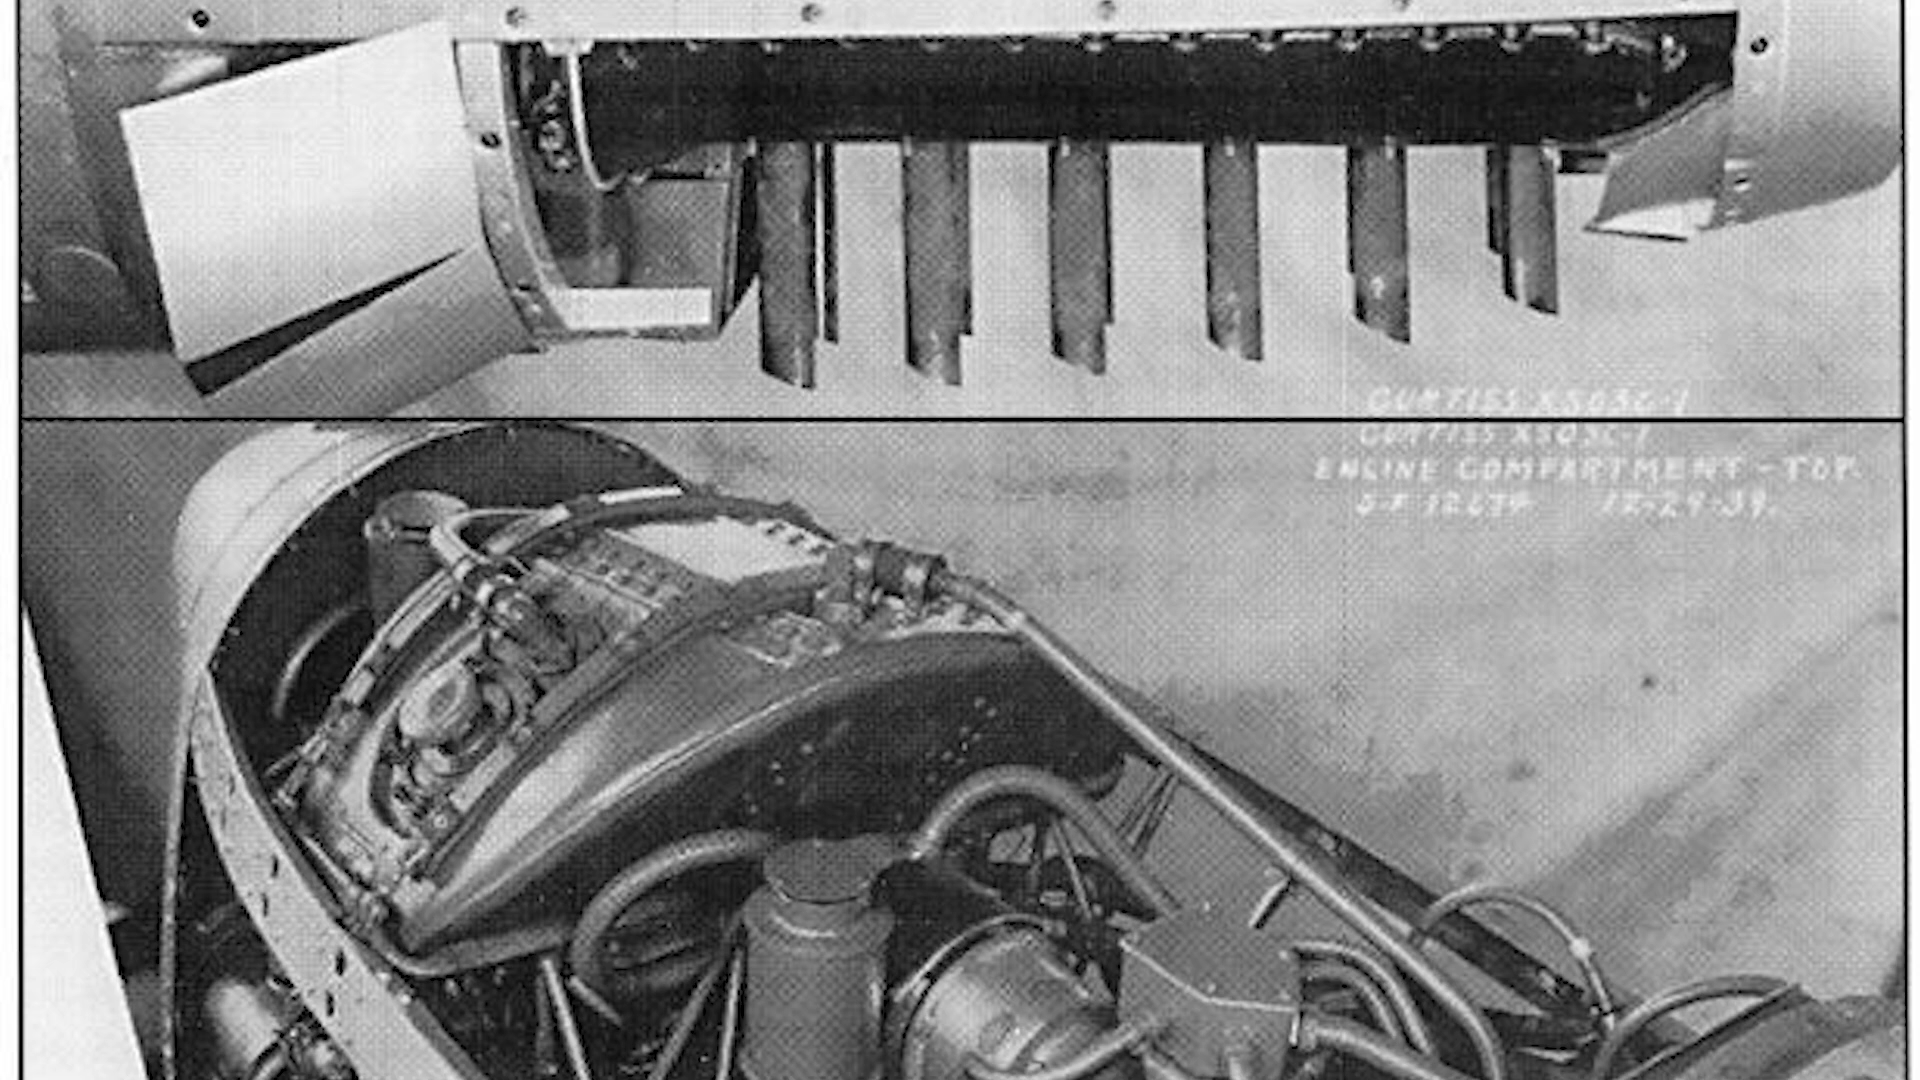 CURTISS XSO3C-1
CURTISS XSO3C-1
ENGINE COMPARTMENT - TOP.
12-29-39.